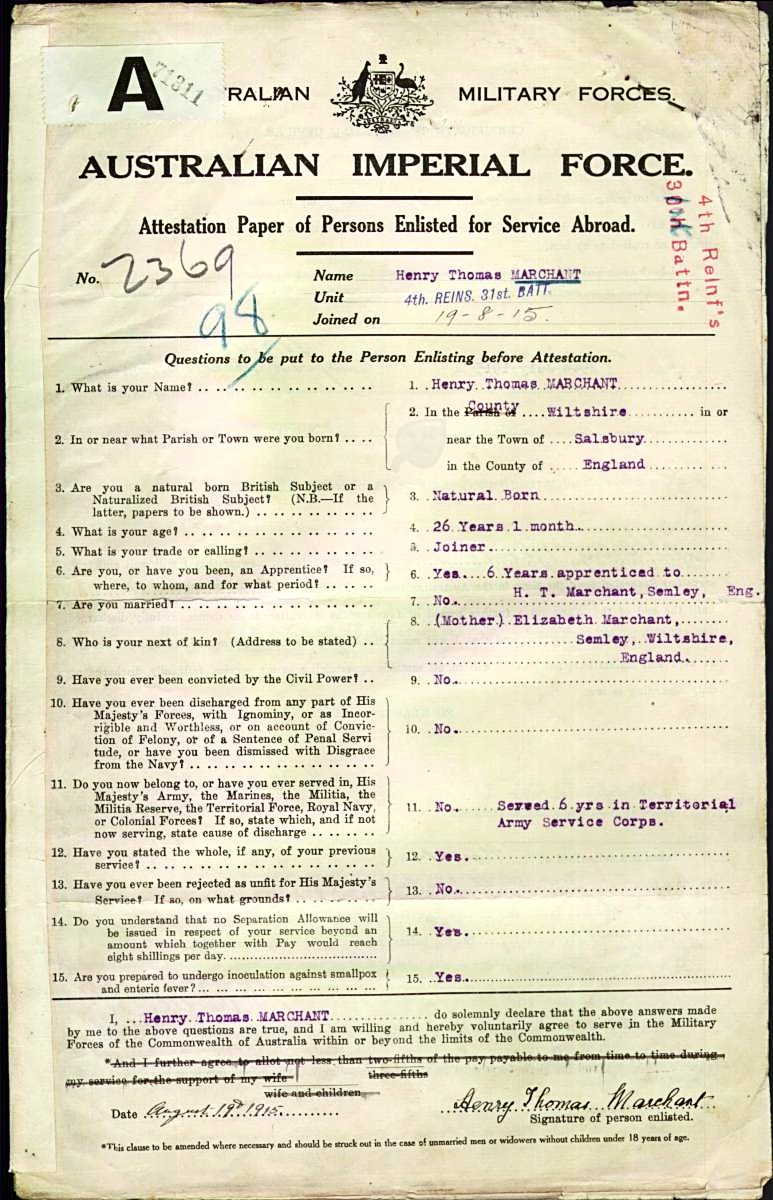 A 71311
RALIAN MILITARY FORCES.
AUSTRALIAN IMPERIAL FORCE.
4th Reinf's
30th Battn.
Attestation Paper of Persons Enlisted for Service Abroad.
No. 2369
98
Name Henry Thomas MARCHANT
Unit 4th. REINS. 31st. BATT.
Joined on 19-8-15.
Questions to be put to the Person Enlisting before Attestation.
1. What is your Name? .. 1. Henry Thomas MARCHANT
2. In or near what Parish or Town were you born? .. 2. In the Parish of County Wiltshire in or
near the Town of Salsbury
in the County of England
3. Are you a natural born British Subject or a
Naturalized British Subject? (N.B.—If the 3. Natural Born
latter, papers to be shown.)
4. What is your age? 4. 26 Years 1 month.
5. What is your trade or calling? 5. Joiner.
6. Are you, or have you been, an Apprentice? If so, 6. Yes. 6 Years apprenticed to
where, to whom, and for what period? H. T. Marchant, Semley, Eng.
7. Are you married? 7. No.
8. Who is your next of kin? (Address to be stated) 8. (Mother) Elizabeth Marchant,
Semley, Wiltshire,
England.
9. Have you ever been convicted by the Civil Power? 9. No.
10. Have you ever been discharged from any part of His
Majesty's Forces, with Ignominy, or as Incor-
rigible and Worthless, or on account of Convic-
tion of Felony, or of a Sentence of Penal Servi 10. No.
tude, or have you been dismissed with Disgrace
from the Navy?
11. Do you now belong to, or have you ever served in, His
Majesty's Army, the Marines, the Militia, the
Militia Reserve, the Territorial Force, Royal Navy, 11. No. Served 6 yrs in Territorial
or Colonial Forces? If so, state which, and if not Army Service Corps.
now serving, state cause of discharge
12. Have you stated the whole, if any, of your previous 12. Yes.
service?
13. Have you ever been rejected as unfit for His Majesty's 13. No.
Service? If so, on what grounds?
14. Do you understand that no Separation Allowance will
be issued in respect of your service beyond an 14. Yes.
amount which together with Pay would reach
eight shillings per day.
15. Are you prepared to undergo inoculation against smallpox 15. Yes.
and enteric fever?
I, Henry Thomas MARCHANT do solemnly declare that the above answers made
by me to the above questions are true, and I am willing and hereby voluntarily agree to serve in the Military
Forces of the Commonwealth of Australia within or beyond the limits of the Commonwealth.
*And I further agree to allot not less than two-fifths of the pay payable to me from time to time during
my service for the support of my wife three-fifths
wife and children
Date August 19th 1915. Henry Thomas Marchant
Signature of person enlisted.
*This clause to be amended where necessary and should be struck out in the case of unmarried men or widowers without children under 18 years of age.